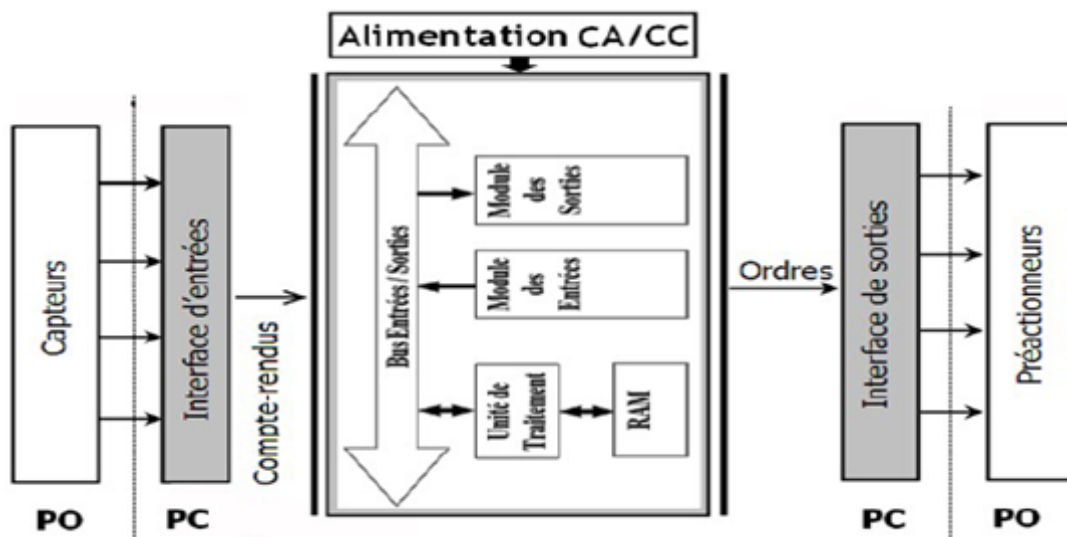 Alimentation CA/CC
Capteurs
Interface d'entrées
Compte-rendus
Bus Entrées / Sorties
Module
des
Sorties
Module
des
Entrées
Unité de
Traitement
RAM
Ordres
Interface de sorties
Préactionneurs
PO
PC
PC
PO